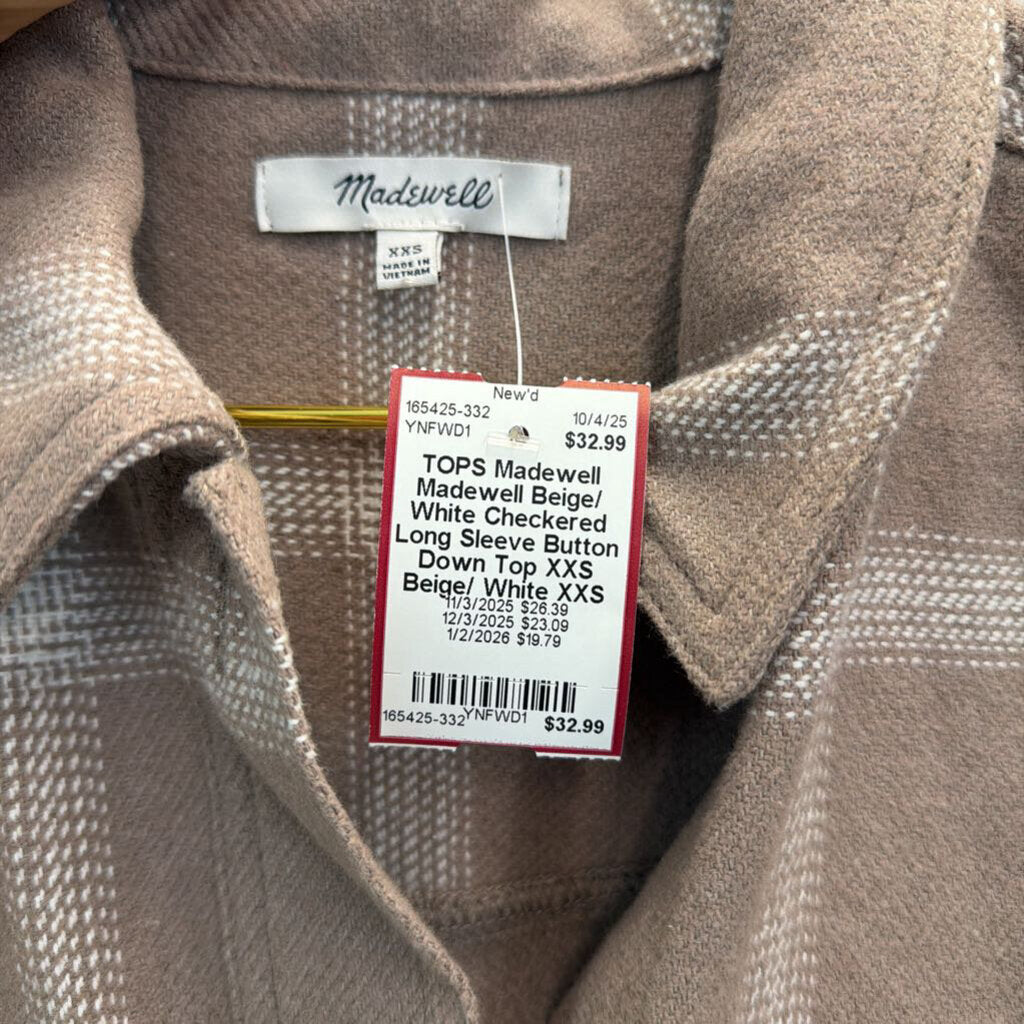 Madewell
XXS
MADE IN
VIETNAM
New'd
165425-332
10/4/25
YNFWD1
$32.99
TOPS Madewell
Madewell Beige/
White Checkered
Long Sleeve Button
Down Top XXS
Beige/ White XXS
11/3/2025 $26.39
12/3/2025 $23.09
1/2/2026 $19.79
165425-332 YNFWD1 $32.99